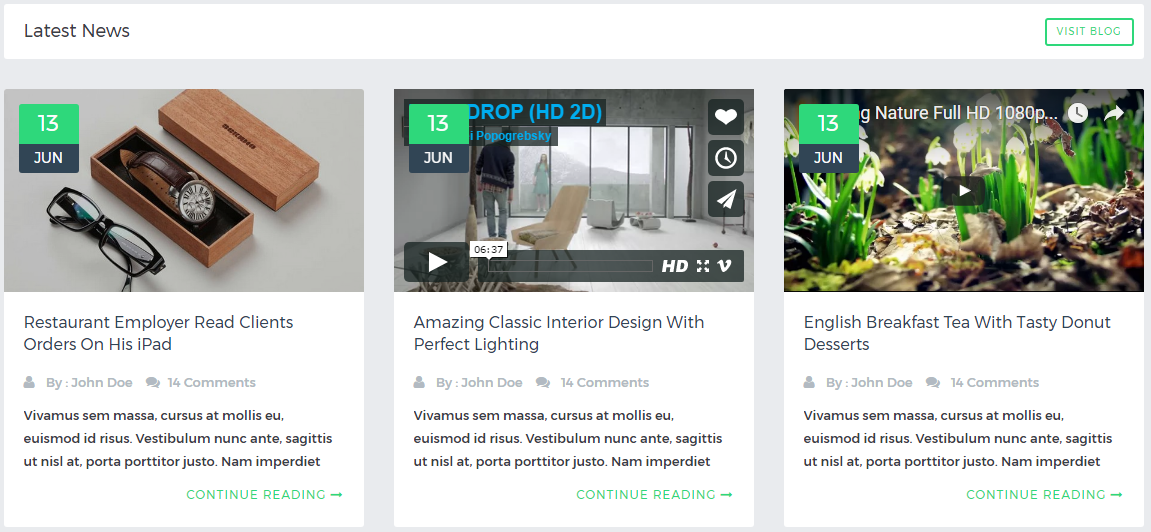 Latest News
VISIT BLOG
13
JUN
Restaurant Employer Read Clients
Orders On His iPad
By : John Doe 14 Comments
Vivamus sem massa, cursus at mollis eu,
euismod id risus. Vestibulum nunc ante, sagittis
ut nisl at, porta porttitor justo. Nam imperdiet
CONTINUE READING
DROP (HD 2D)
Popogrebsky
13
JUN
06:37
HD
Amazing Classic Interior Design With
Perfect Lighting
By : John Doe 14 Comments
Vivamus sem massa, cursus at mollis eu,
euismod id risus. Vestibulum nunc ante, sagittis
ut nisl at, porta porttitor justo. Nam imperdiet
CONTINUE READING
Nature Full HD 1080p...
13
JUN
English Breakfast Tea With Tasty Donut
Desserts
By : John Doe 14 Comments
Vivamus sem massa, cursus at mollis eu,
euismod id risus. Vestibulum nunc ante, sagittis
ut nisl at, porta porttitor justo. Nam imperdiet
CONTINUE READING